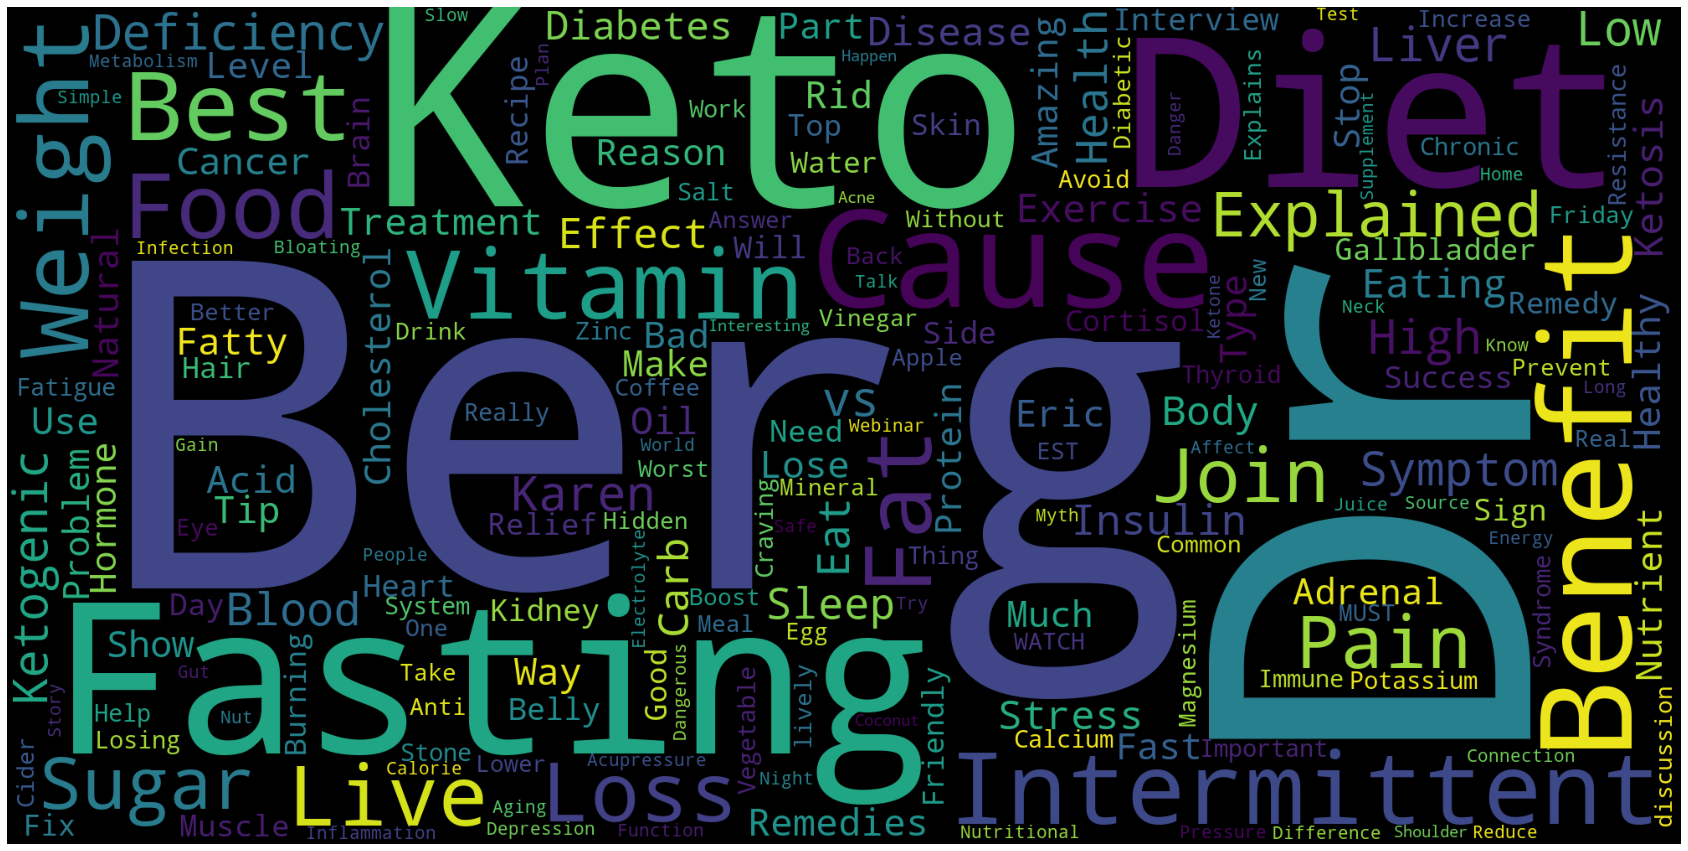 Slow
Keto
Diabetes
Part
Disease
Interview
Test
Increase
Low
Deficiency
Metabolism
Level
Plan
Happen
Health
Liver
Diet
Simple
Best
Recipe
Work
Rid
Amazing
Diabetic
Danger
Explains
Stop
Supplement
Chronic
Resistance
Ketosis
Weight
Cancer
Brain
Reason
Top
Skin
Water
Avoid
Home
Food
Salt
Acne
Treatment
Effect
Answer
Without
Exercise
Explained
Friday
Infection
Bloating
Will
Cause
Back
Talk
Gallbladder
Natural
Cholesterol
Vitamin
Ketone
New
Eating
Remedy
Benefit
Healthy
Berg
Better
Drink
Zinc
Bad
Interesting
Vinegar
Side
Cortisol
Type
Dr
Neck
High
Know
Fatty
Hair
Make
Apple
Thyroid
Success
Prevent
Long
Fatigue
Coffee
vs
Protein
Eric
Body
Use
Really
Oil
Need
Webinar
Real
Gain
World
EST
Affect
Problem
Hormone
Acid
Worst
Lose
Fat
Join
Symptom
Ketogenic
Tip
Karen
Mineral
Eye
Relief
Hidden
Craving
Safe
Eat
Myth
Insulin
Juice
Source
Sign
Nutrient
People
Electrolyte
Carb
Thing
Common
Energy
Heart
Boost
Adrenal
Syndrome
Day
Blood
System
Kidney
Sleep
Try
Much
MUST
Fasting
Show
Burning
One
Meal
Egg
WATCH
Pain
Gut
Take
Way
Good
Dangerous
Vegetable
lively
Friendly
Magnesium
Immune
Potassium
story
Help
Nut
Anti
Belly
Coconut
Stress
discussion
Losing
Calcium
Stone
Fast
Important
Connection
Cider
Sugar
Live
Calorie
Lower
Acupressure
Loss
Night
Intermittent
Fix
Muscle
Aging
Inflammation
Depression
Function
Remedies
Nutritional
Pressure
Difference
Shoulder
Reduce